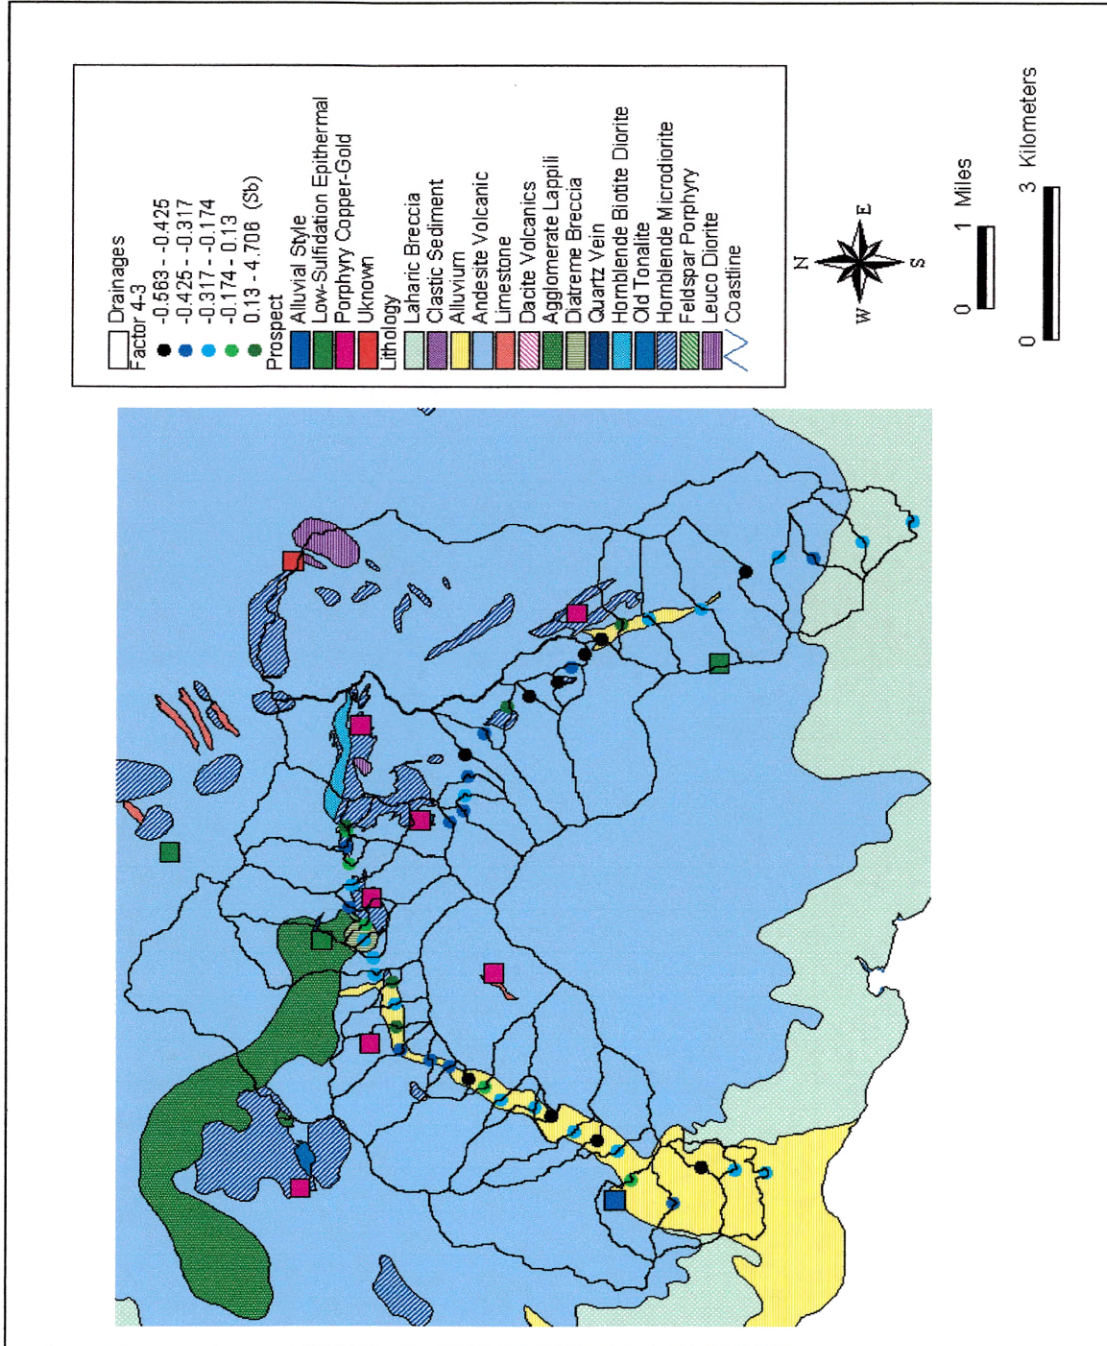 Drainages
Factor 4-3
-0.563 - -0.425
-0.425 - -0.317
-0.317 - -0.174
-0.174 - 0.13
0.13 - 4.706 (Sb)
Prospect
Alluvial Style
Low-Sulfidation Epithermal
Porphyry Copper-Gold
Uknown
Lithology
Laharic Breccia
Clastic Sediment
Alluvium
Andesite Volcanic
Limestone
Dacite Volcanics
Agglomerate Lappili
Diatreme Breccia
Quartz Vein
Hornblende Biotite Diorite
Old Tonalite
Hornblende Microdiorite
Feldspar Porphyry
Leuco Diorite
Coastline
N
W E
S
0 1 Miles
0 3 Kilometers